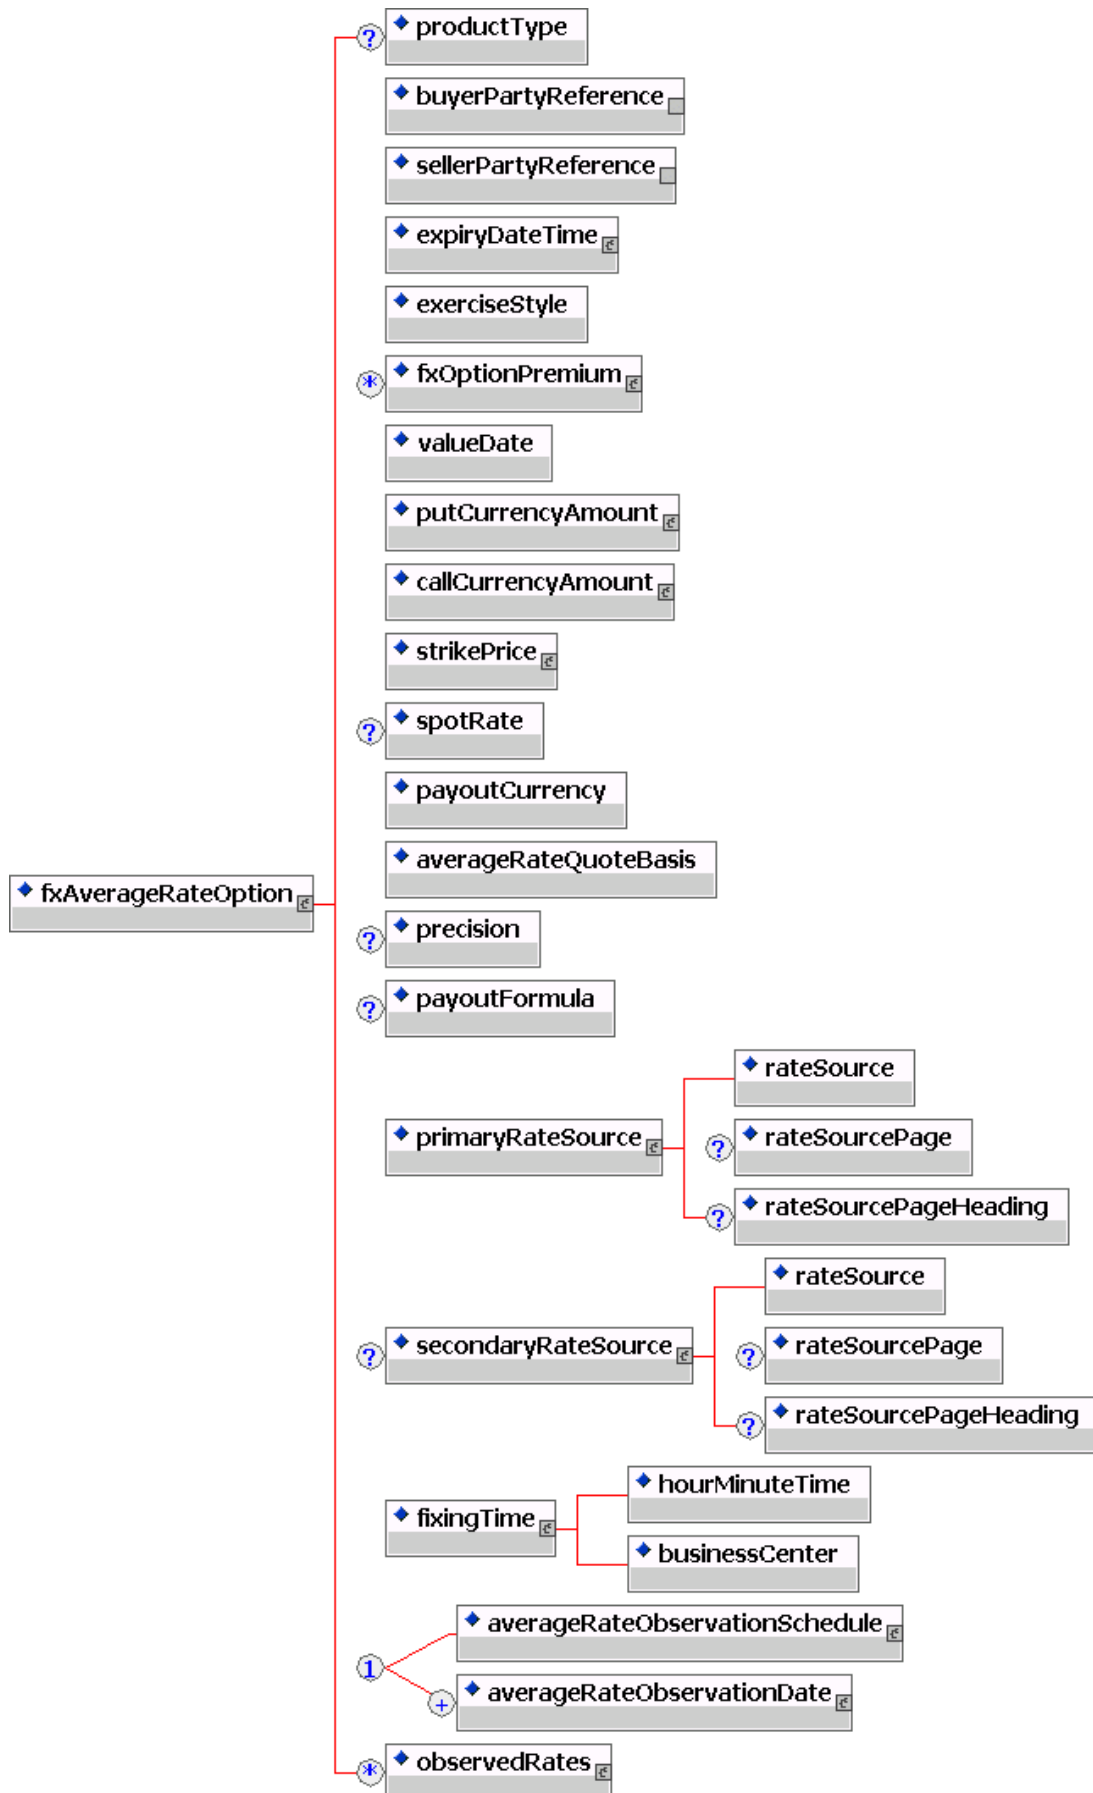 ? productType
buyerPartyReference
sellerPartyReference
expiryDateTime
exerciseStyle
* fxOptionPremium
valueDate
putCurrencyAmount
callCurrencyAmount
strikePrice
? spotRate
payoutCurrency
averageRateQuoteBasis
fxAverageRateOption
? precision
? payoutFormula
rateSource
primaryRateSource
? rateSourcePage
? rateSourcePageHeading
rateSource
? secondaryRateSource
? rateSourcePage
? rateSourcePageHeading
hourMinuteTime
fixingTime
businessCenter
averageRateObservationSchedule
1
+ averageRateObservationDate
* observedRates